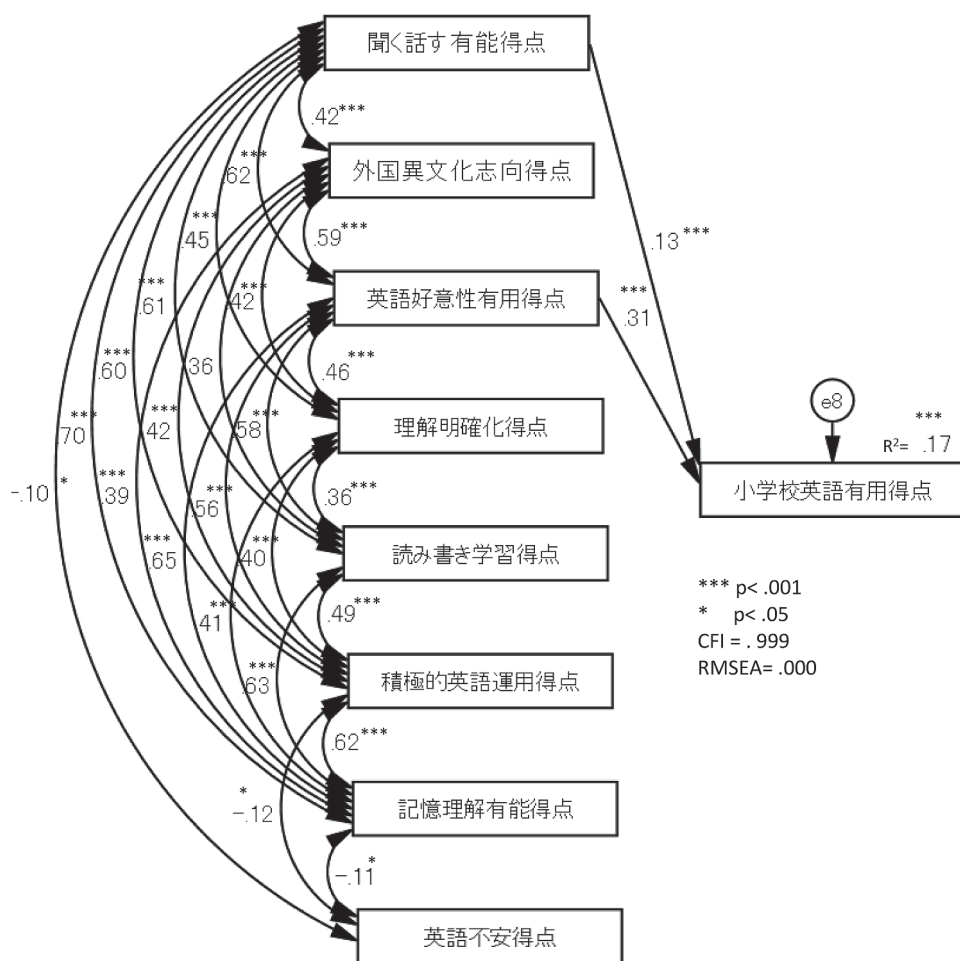 聞く話す有能得点
.42***
外国異文化志向得点
.62***
.59***
.13***
.45***
英語好意性有用得点
.42***
***
.31
.61***
.46***
.60***
.36
e8
理解明確化得点
***
R²= .17
.70***
.42***
.58***
小学校英語有用得点
-.10*
.39***
.36***
.56***
読み書き学習得点
.65***
.40***
*** p< .001
.49***
* p< .05
.41***
CFI = . 999
RMSEA= .000
積極的英語運用得点
.63***
.62***
*
-.12
記憶理解有能得点
-.11*
英語不安得点